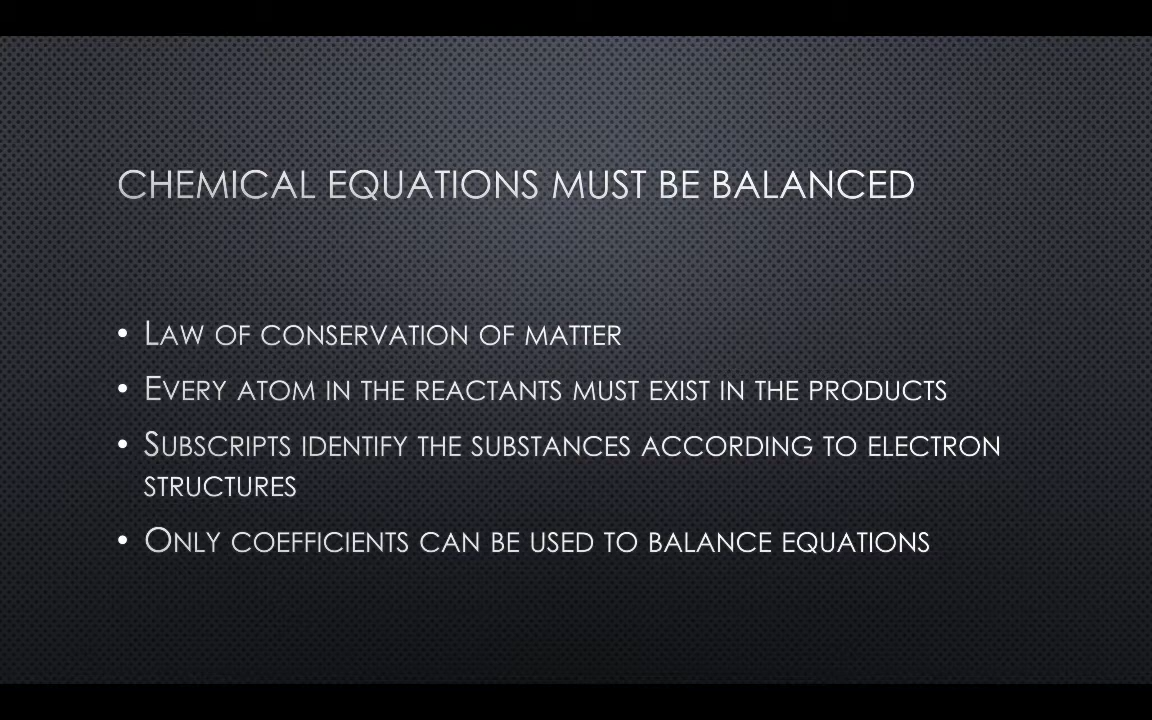 CHEMICAL EQUATIONS MUST BE BALANCED
• LAW OF CONSERVATION OF MATTER
• EVERY ATOM IN THE REACTANTS MUST EXIST IN THE PRODUCTS
• SUBSCRIPTS IDENTIFY THE SUBSTANCES ACCORDING TO ELECTRON
STRUCTURES
• ONLY COEFFICIENTS CAN BE USED TO BALANCE EQUATIONS